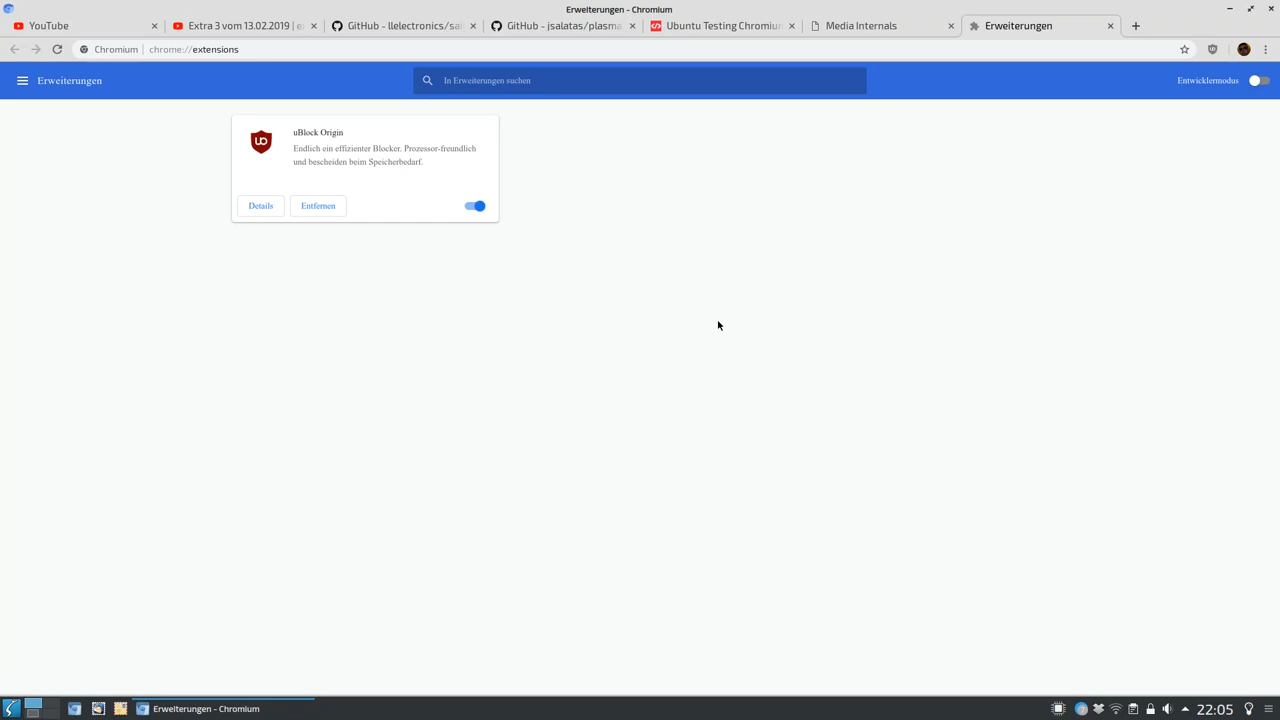 Erweiterungen - Chromium
YouTube
Extra 3 vom 13.02.2019 | e
GitHub - llelectronics/sa
GitHub - jsalatas/plasma
Ubuntu Testing Chromium
Media Internals
Erweiterungen
Chromium
chrome://extensions
Erweiterungen
In Erweiterungen suchen
Entwicklermodus
uBlock Origin
Endlich ein effizienter Blocker. Prozessor-freundlich
und bescheiden beim Speicherbedarf.
Details
Entfernen
Erweiterungen - Chromium
22:05